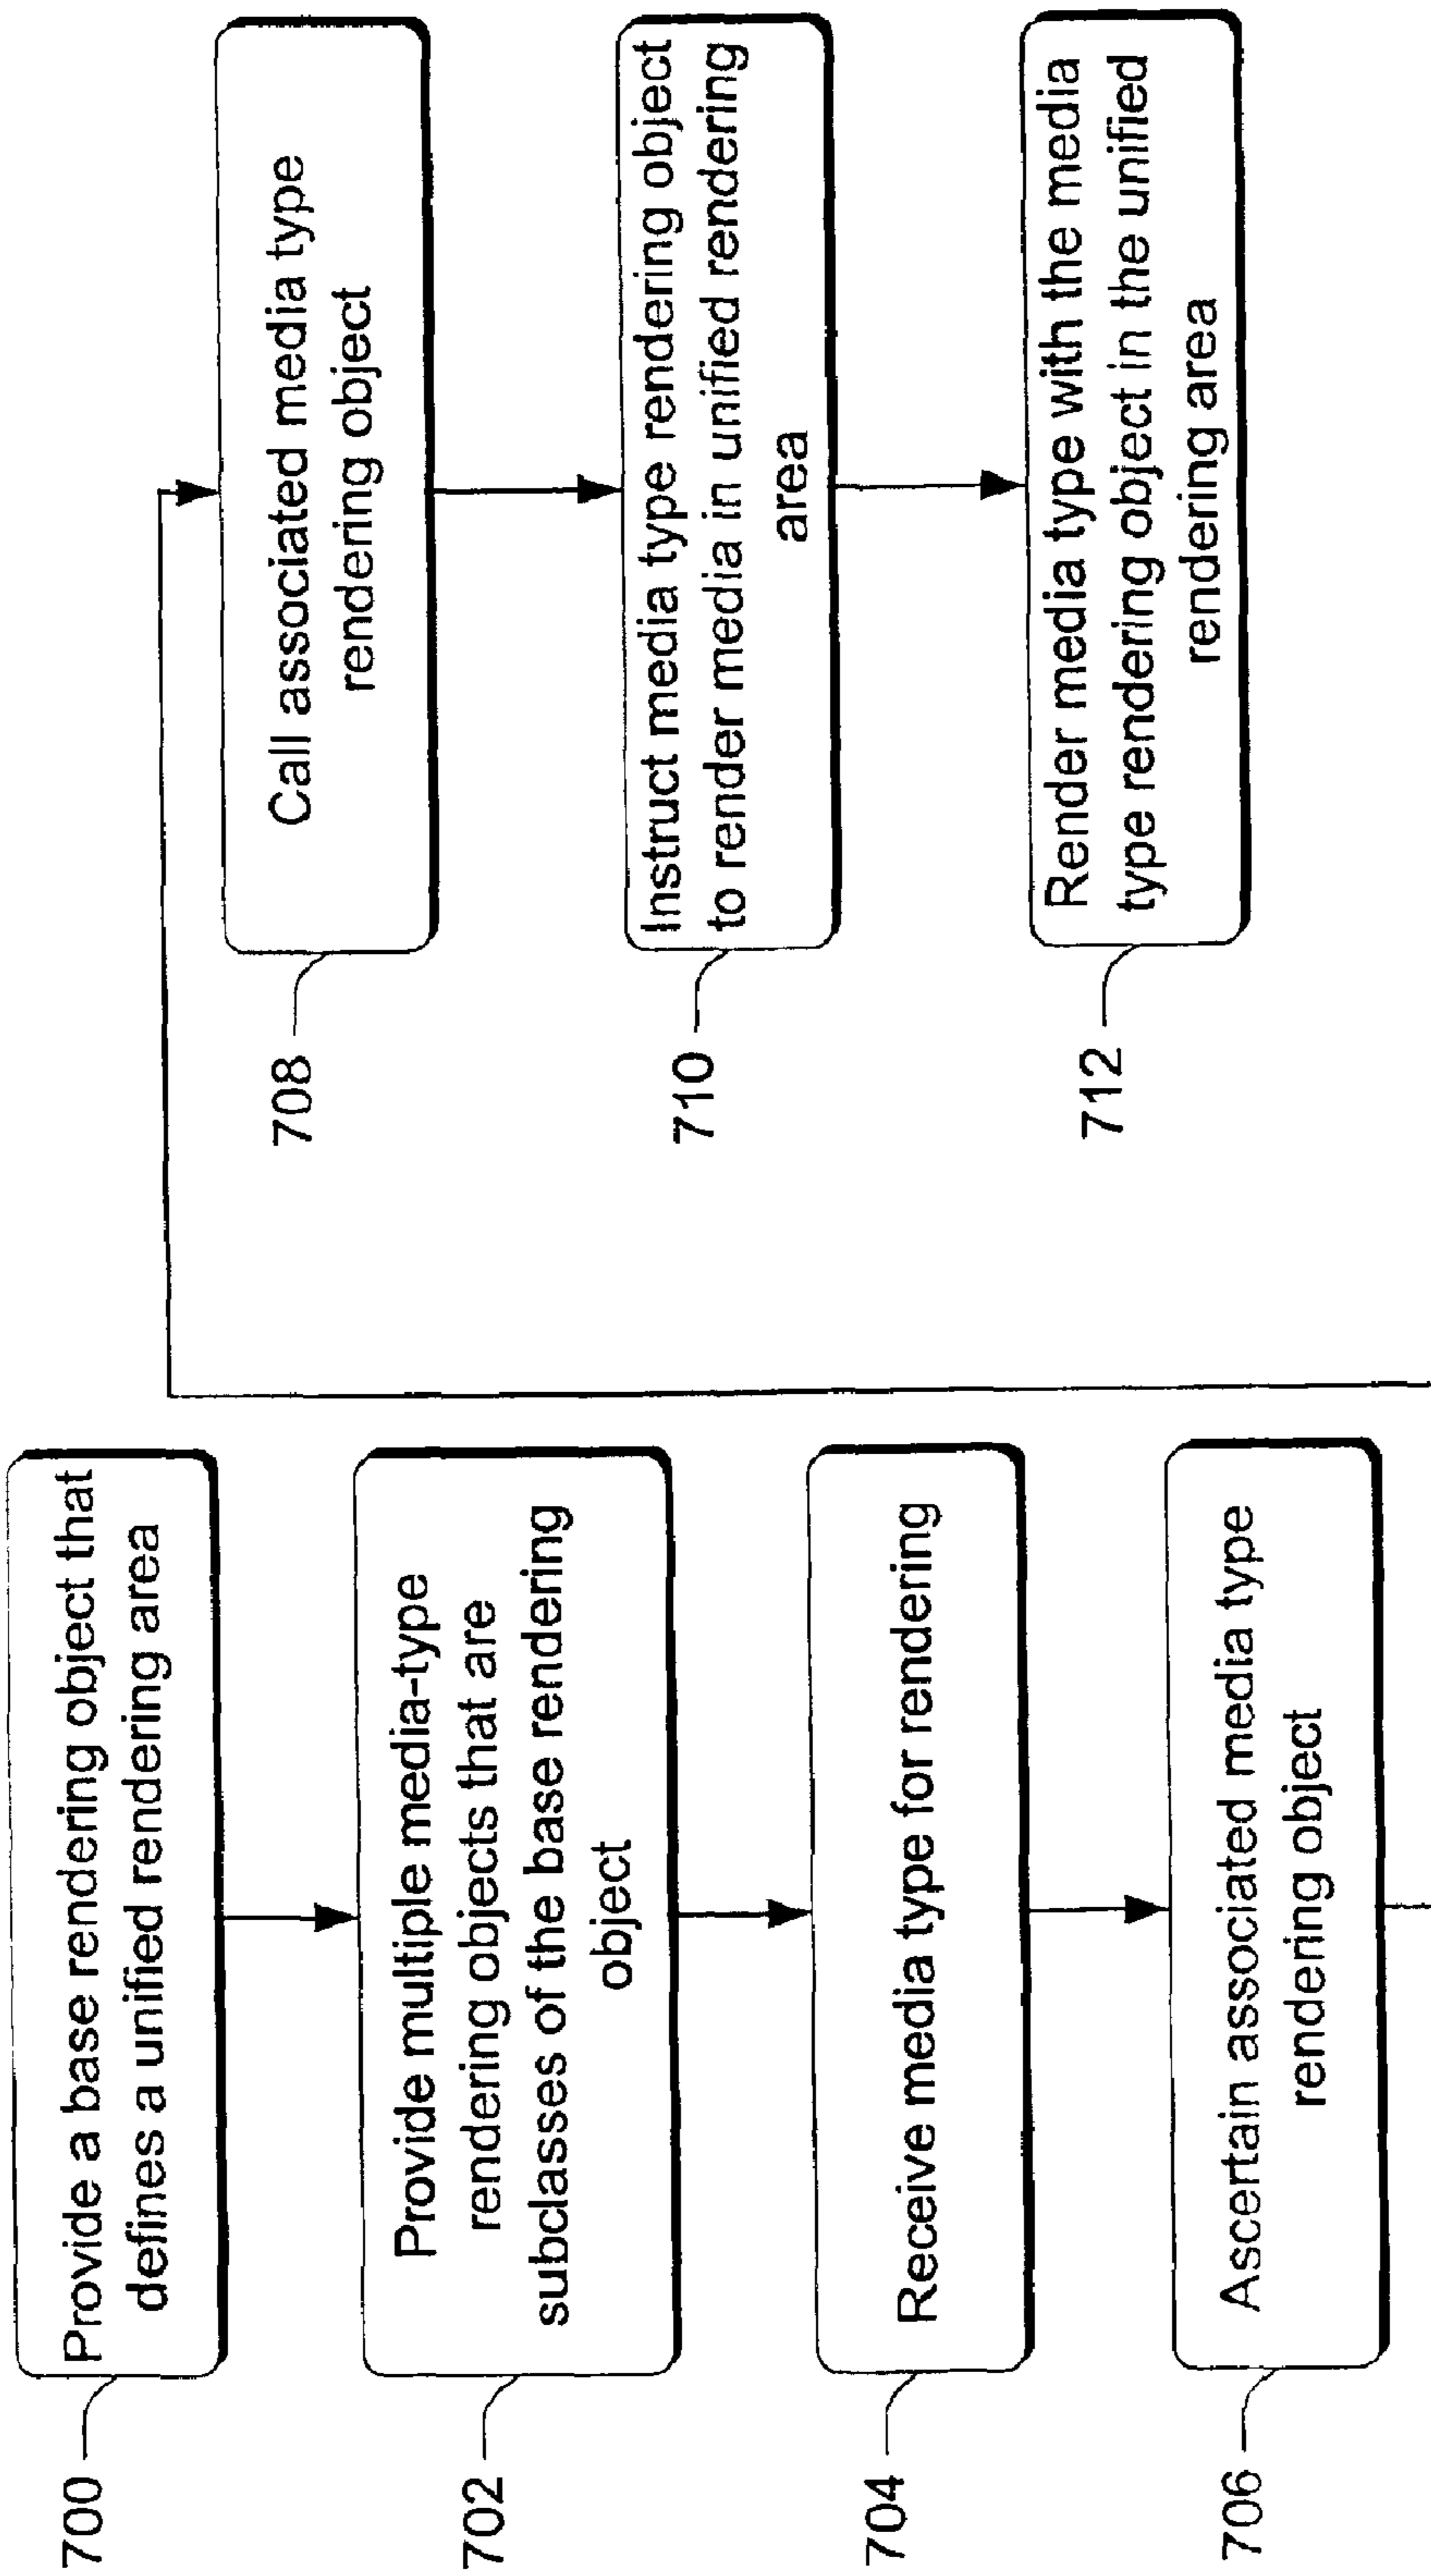 700
Provide a base rendering object that
defines a unified rendering area
702
Provide multiple media-type
rendering objects that are
subclasses of the base rendering
object
704
Receive media type for rendering
706
Ascertain associated media type
rendering object
708
Call associated media type
rendering object
710
Instruct media type rendering object
to render media in unified rendering
area
712
Render media type with the media
type rendering object in the unified
rendering area